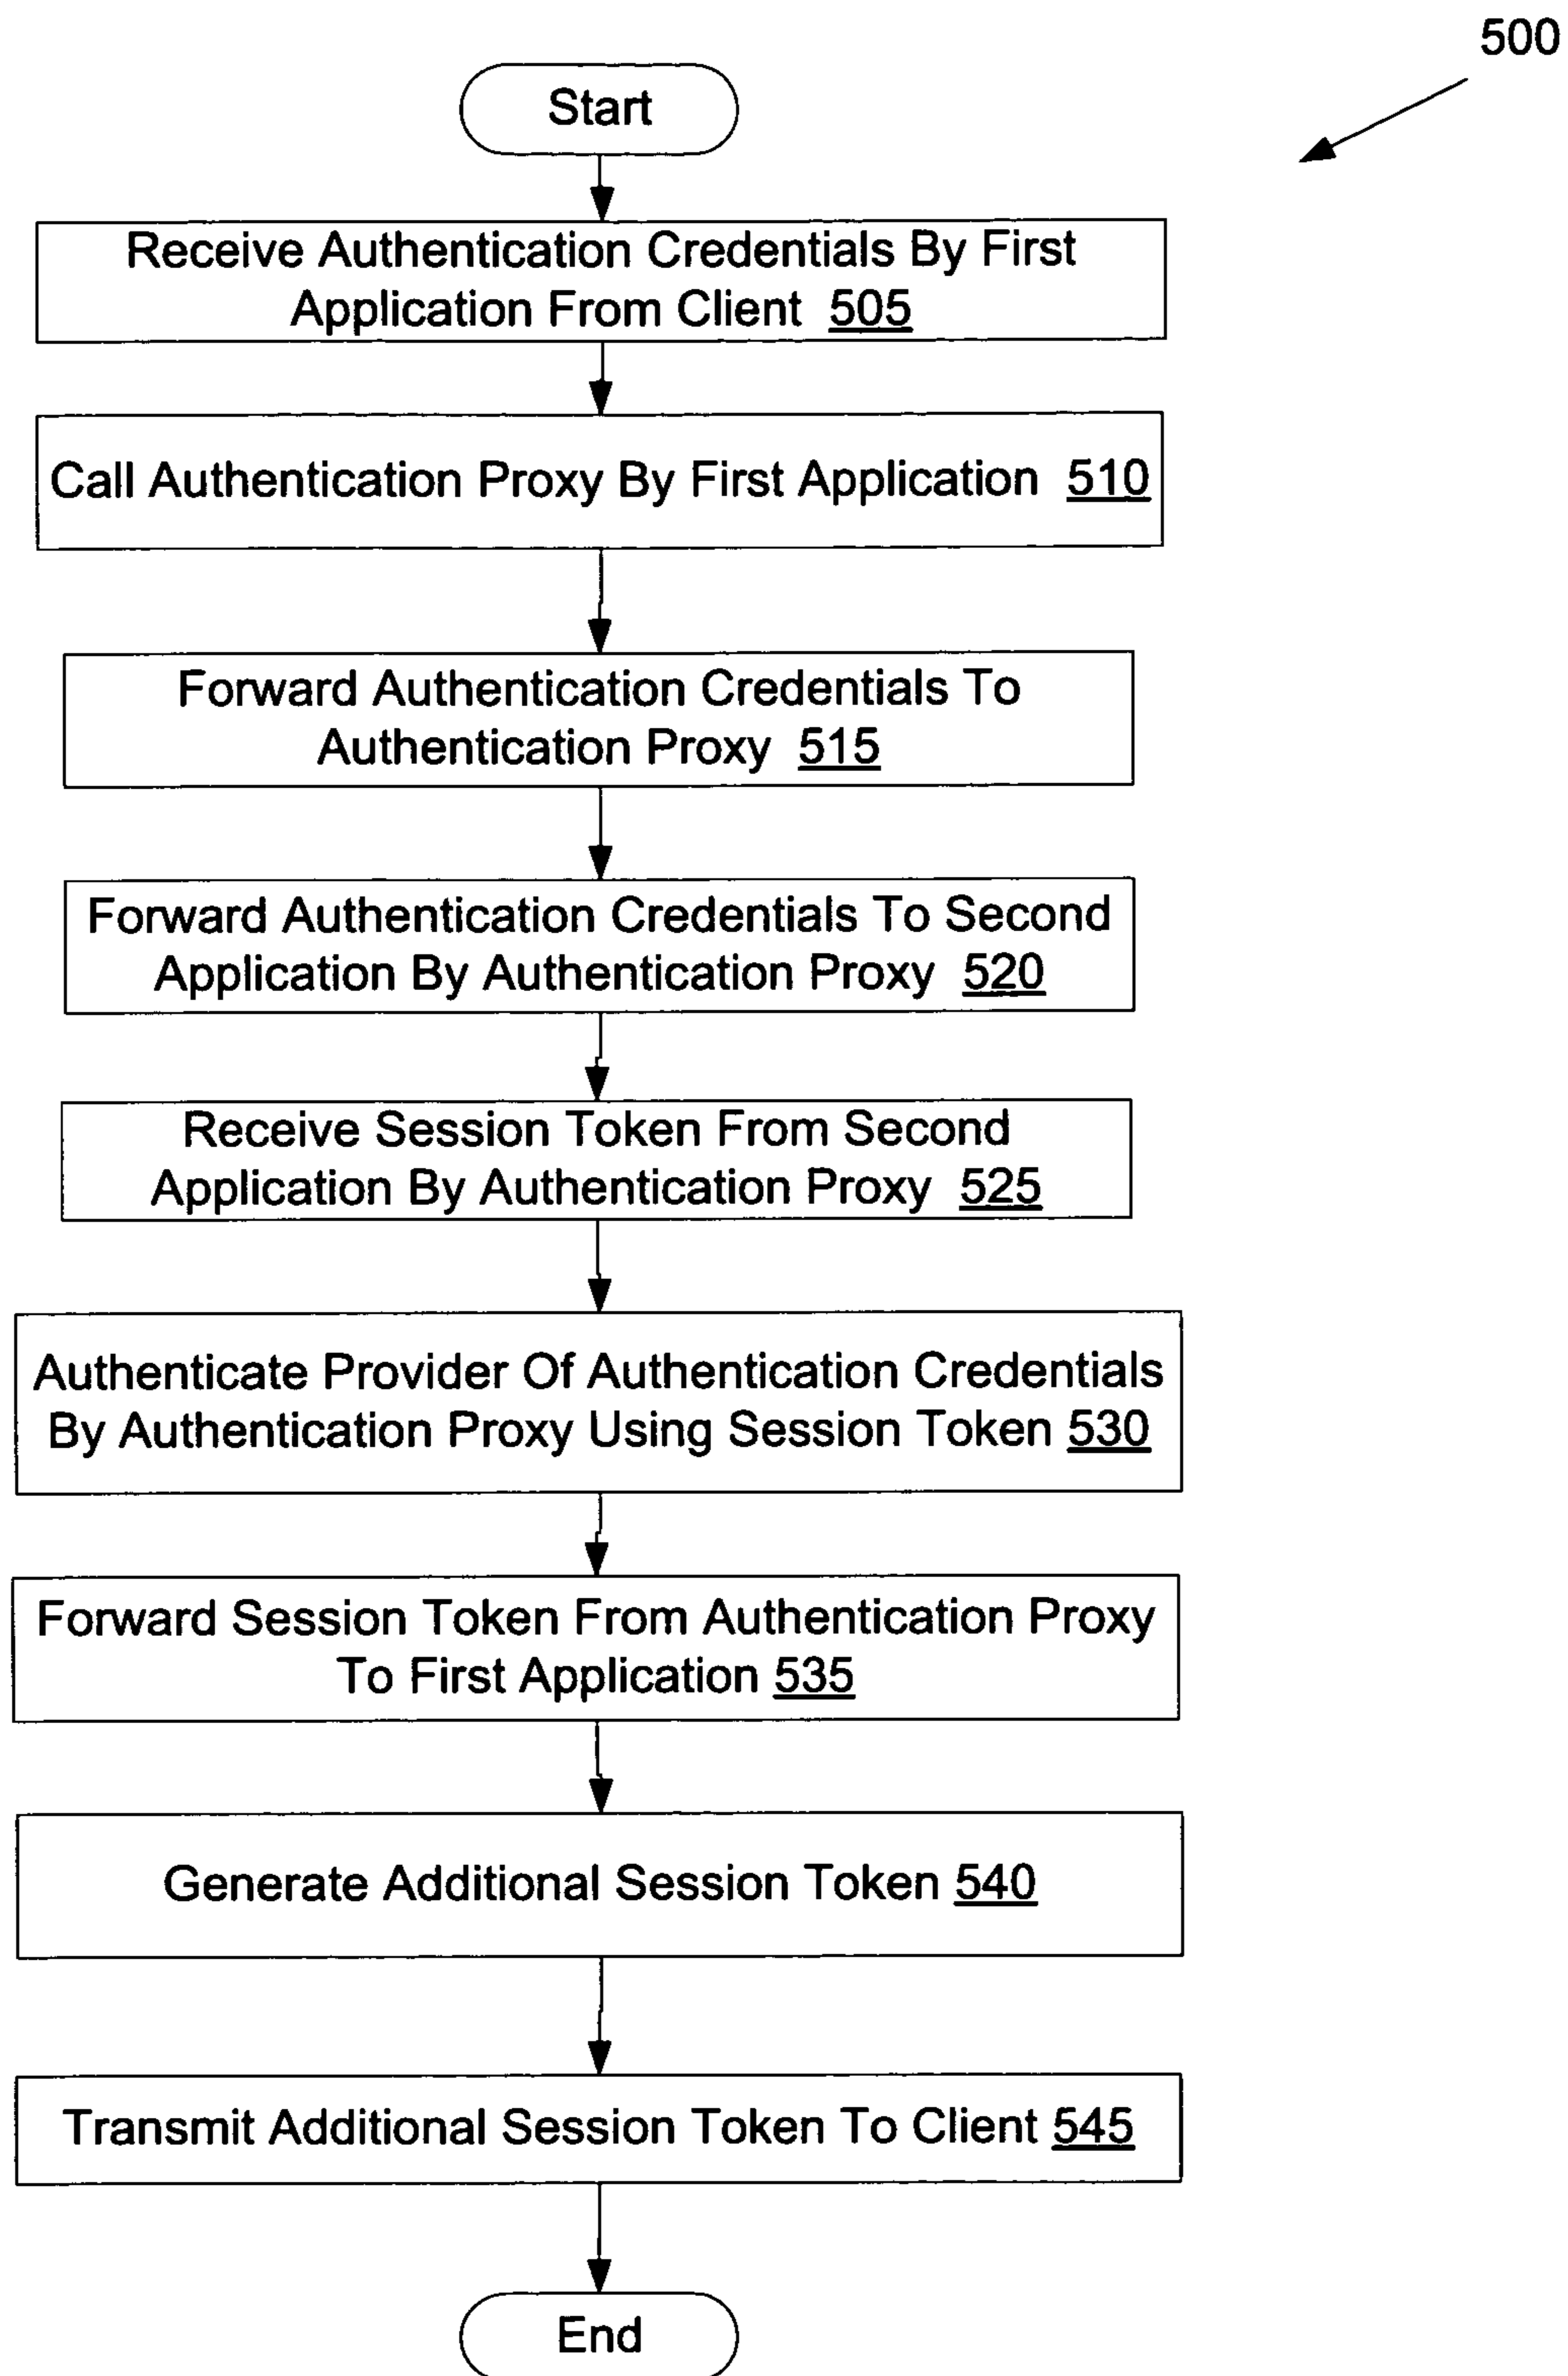 500
Start
Receive Authentication Credentials By First
Application From Client 505
Call Authentication Proxy By First Application 510
Forward Authentication Credentials To
Authentication Proxy 515
Forward Authentication Credentials To Second
Application By Authentication Proxy 520
Receive Session Token From Second
Application By Authentication Proxy 525
Authenticate Provider Of Authentication Credentials
By Authentication Proxy Using Session Token 530
Forward Session Token From Authentication Proxy
To First Application 535
Generate Additional Session Token 540
Transmit Additional Session Token To Client 545
End